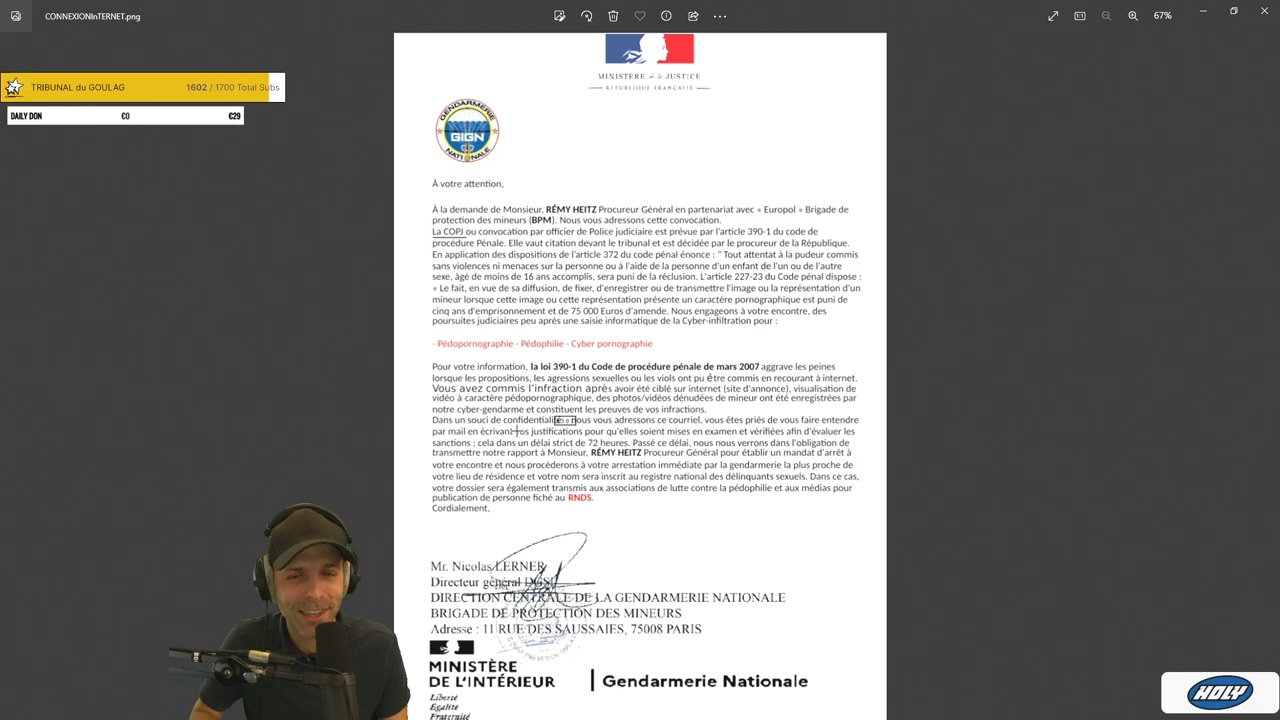 CONNEXIONInTERNET.png
67%
TRIBUNAL du GOULAG 1602 / 1700 Total Subs
DAILY DON €0 €29
MINISTÈRE de la JUSTICE
RÉPUBLIQUE FRANÇAISE
GENDARMERIE
GIGN
NATIONALE
À votre attention,
À la demande de Monsieur, RÉMY HEITZ Procureur Général en partenariat avec « Europol » Brigade de
protection des mineurs (BPM). Nous vous adressons cette convocation.
La COPJ ou convocation par officier de Police judiciaire est prévue par l'article 390-1 du code de
procédure Pénale. Elle vaut citation devant le tribunal et est décidée par le procureur de la République.
En application des dispositions de l'article 372 du code pénal énonce : " Tout attentat à la pudeur commis
sans violences ni menaces sur la personne ou à l'aide de la personne d'un enfant de l'un ou de l'autre
sexe, âgé de moins de 16 ans accomplis, sera puni de la réclusion. L'article 227-23 du Code pénal dispose :
« Le fait, en vue de sa diffusion, de fixer, d'enregistrer ou de transmettre l'image ou la représentation d'un
mineur lorsque cette image ou cette représentation présente un caractère pornographique est puni de
cinq ans d'emprisonnement et de 75 000 Euros d'amende. Nous engageons à votre encontre, des
poursuites judiciaires peu après une saisie informatique de la Cyber-infiltration pour :
- Pédopornographie - Pédophilie - Cyber pornographie
Pour votre information, la loi 390-1 du Code de procédure pénale de mars 2007 aggrave les peines
lorsque les propositions, les agressions sexuelles ou les viols ont pu être commis en recourant à internet.
Vous avez commis l'infraction après avoir été ciblé sur internet (site d'annonce), visualisation de
vidéo à caractère pédopornographique, des photos/vidéos dénudées de mineur ont été enregistrées par
notre cyber-gendarme et constituent les preuves de vos infractions.
Dans un souci de nous vous adressons ce courriel, vous êtes priés de vous faire entendre
par mail en écrivant vos justifications pour qu'elles soient mises en examen et vérifiées afin d'évaluer les
sanctions ; cela dans un délai strict de 72 heures. Passé ce délai, nous nous verrons dans l'obligation de
transmettre notre rapport à Monsieur, RÉMY HEITZ Procureur Général pour établir un mandat d'arrêt à
votre encontre et nous procéderons à votre arrestation immédiate par la gendarmerie la plus proche de
votre lieu de résidence et votre nom sera inscrit au registre national des délinquants sexuels. Dans ce cas,
votre dossier sera également transmis aux associations de lutte contre la pédophilie et aux médias pour
publication de personne fiché au RNDS.
Cordialement,
Mr. Nicolas LERNER
Directeur général DGSI
DIRECTION CENTRALE DE LA GENDARMERIE NATIONALE
BRIGADE DE PROTECTION DES MINEURS
Adresse : 11 RUE DES SAUSSAIES, 75008 PARIS
MINISTÈRE
DE L'INTÉRIEUR
Liberté
Égalité
Fraternité
Gendarmerie Nationale
HOLY